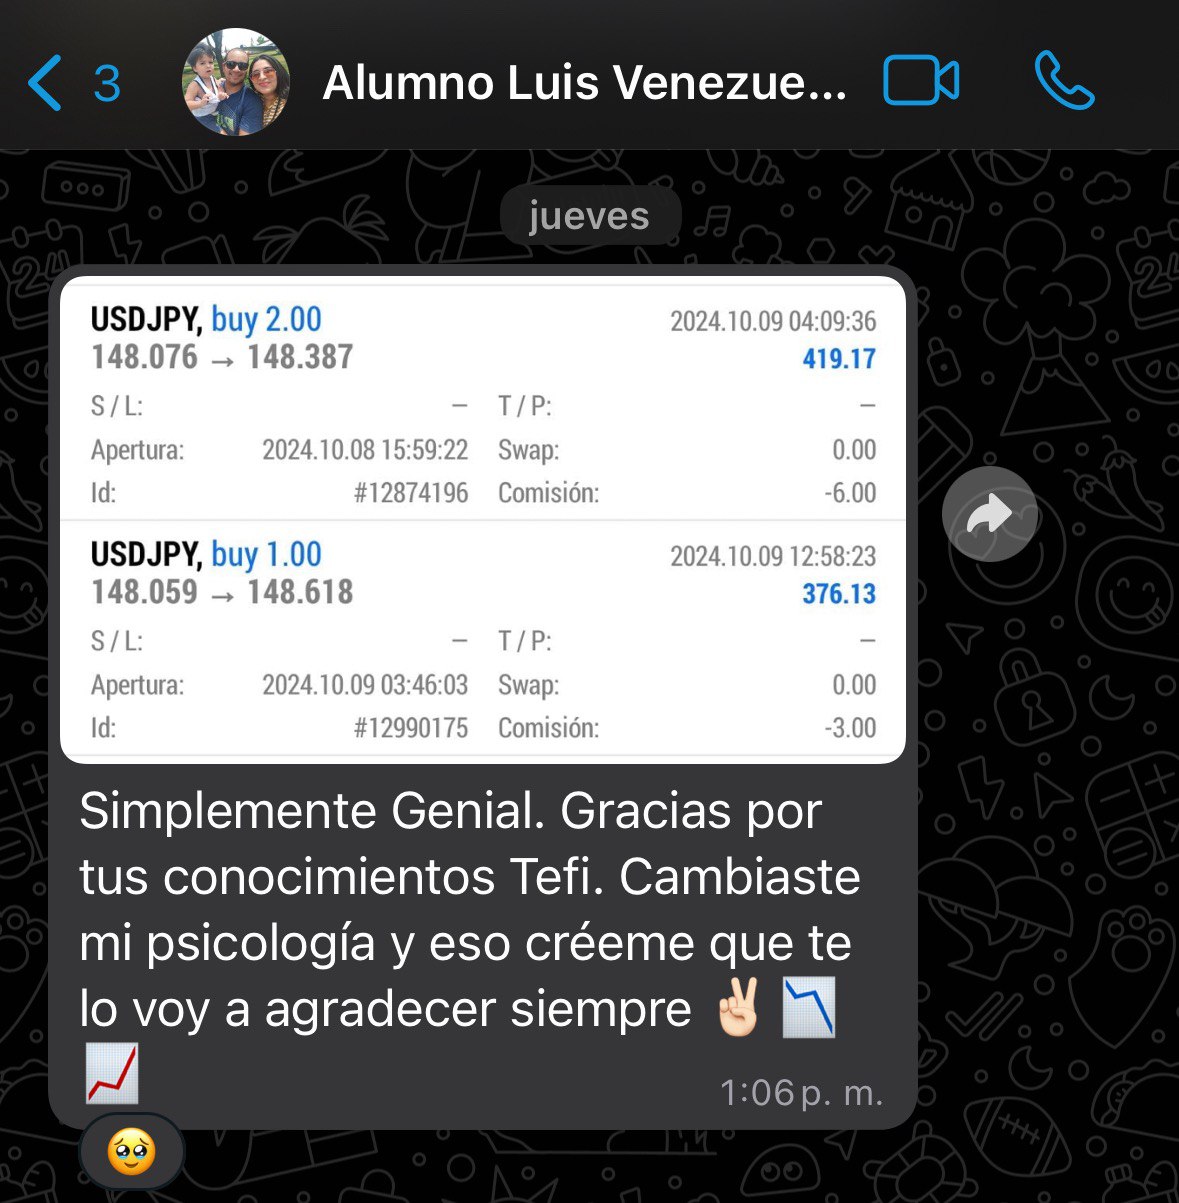 3
Alumno Luis Venezue...
jueves
USDJPY, buy 2.00 2024.10.09 04:09:36
148.076 → 148.387 419.17
S / L: – T / P: –
Apertura: 2024.10.08 15:59:22 Swap: 0.00
Id: #12874196 Comisión: -6.00
USDJPY, buy 1.00 2024.10.09 12:58:23
148.059 → 148.618 376.13
S / L: – T / P: –
Apertura: 2024.10.09 03:46:03 Swap: 0.00
Id: #12990175 Comisión: -3.00
Simplemente Genial. Gracias por
tus conocimientos Tefi. Cambiaste
mi psicología y eso créeme que te
lo voy a agradecer siempre ✌🏻 📉
📈
1:06 p. m.
🥹